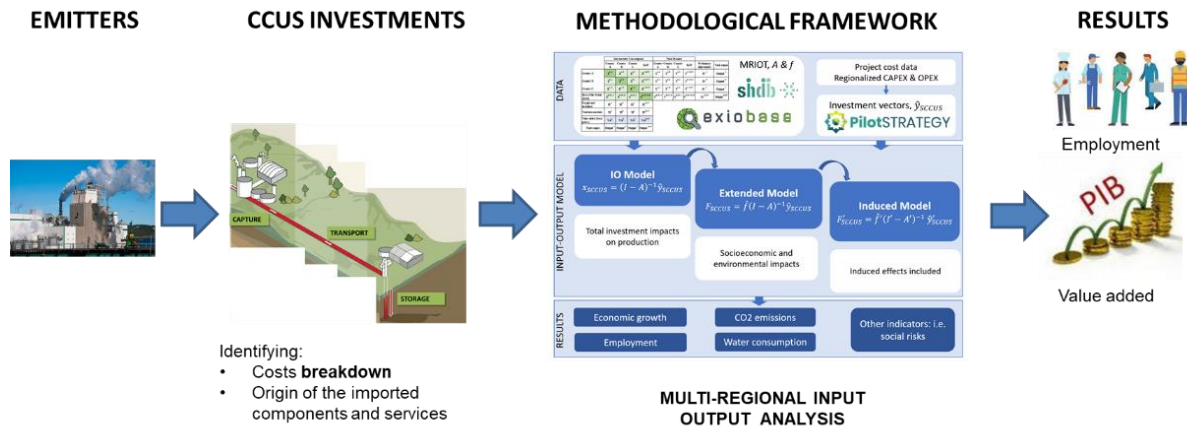 EMITTERS
CCUS INVESTMENTS
METHODOLOGICAL FRAMEWORK
RESULTS
CAPTURE
TRANSPORT
STORAGE
Identifying:
• Costs breakdown
• Origin of the imported
components and services
DATA
MRIOT, A & f
shdb
exiobase
Project cost data
Regionalized CAPEX & OPEX
Investment vectors, ŷSCCUS
PilotSTRATEGY
INPUT-OUTPUT MODEL
IO Model
xSCCUS = (I − A)⁻¹ŷSCCUS
Total investment impacts
on production
Extended Model
FSCCUS = f̂(I − A)⁻¹ŷSCCUS
Socioeconomic and
environmental impacts
Induced Model
F'SCCUS = f̂'(I' − A')⁻¹ ŷ'SCCUS
Induced effects included
RESULTS
Economic growth
CO2 emissions
Other indicators: i.e.
social risks
Employment
Water consumption
MULTI-REGIONAL INPUT
OUTPUT ANALYSIS
Employment
PIB
Value added